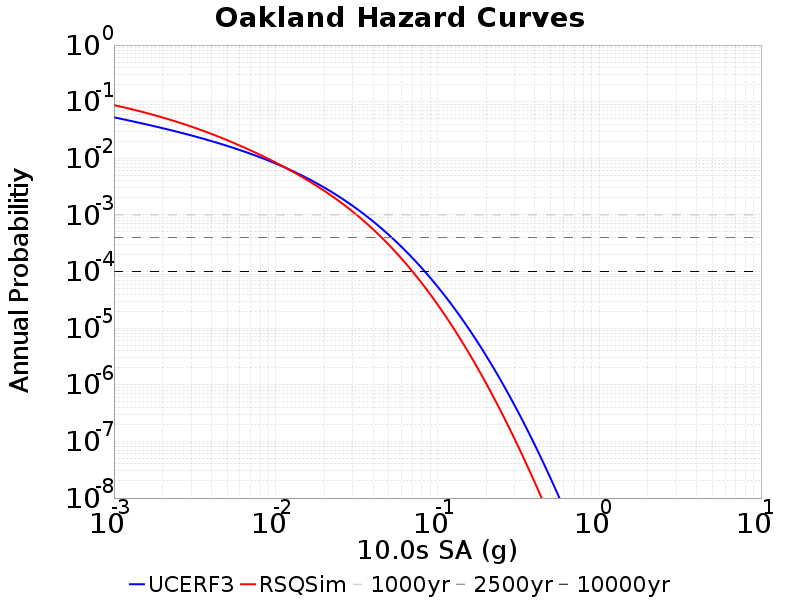 Oakland Hazard Curves
Annual Probabilitiy
10^0
10^-1
10^-2
10^-3
10^-4
10^-5
10^-6
10^-7
10^-8
10^-3 10^-2 10^-1 10^0 10^1
10.0s SA (g)
UCERF3 RSQSim 1000yr 2500yr 10000yr